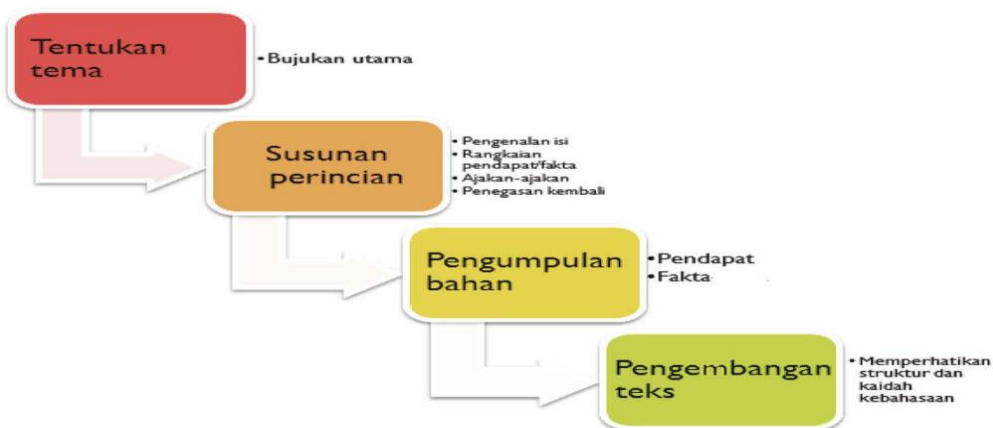 Tentukan
tema
• Bujukan utama
Susunan
perincian
• Pengenalan isi
• Rangkaian
pendapat/fakta
• Ajakan-ajakan
• Penegasan kembali
Pengumpulan
bahan
• Pendapat
• Fakta
Pengembangan
teks
• Memperhatikan
struktur dan
kaidah
kebahasaan